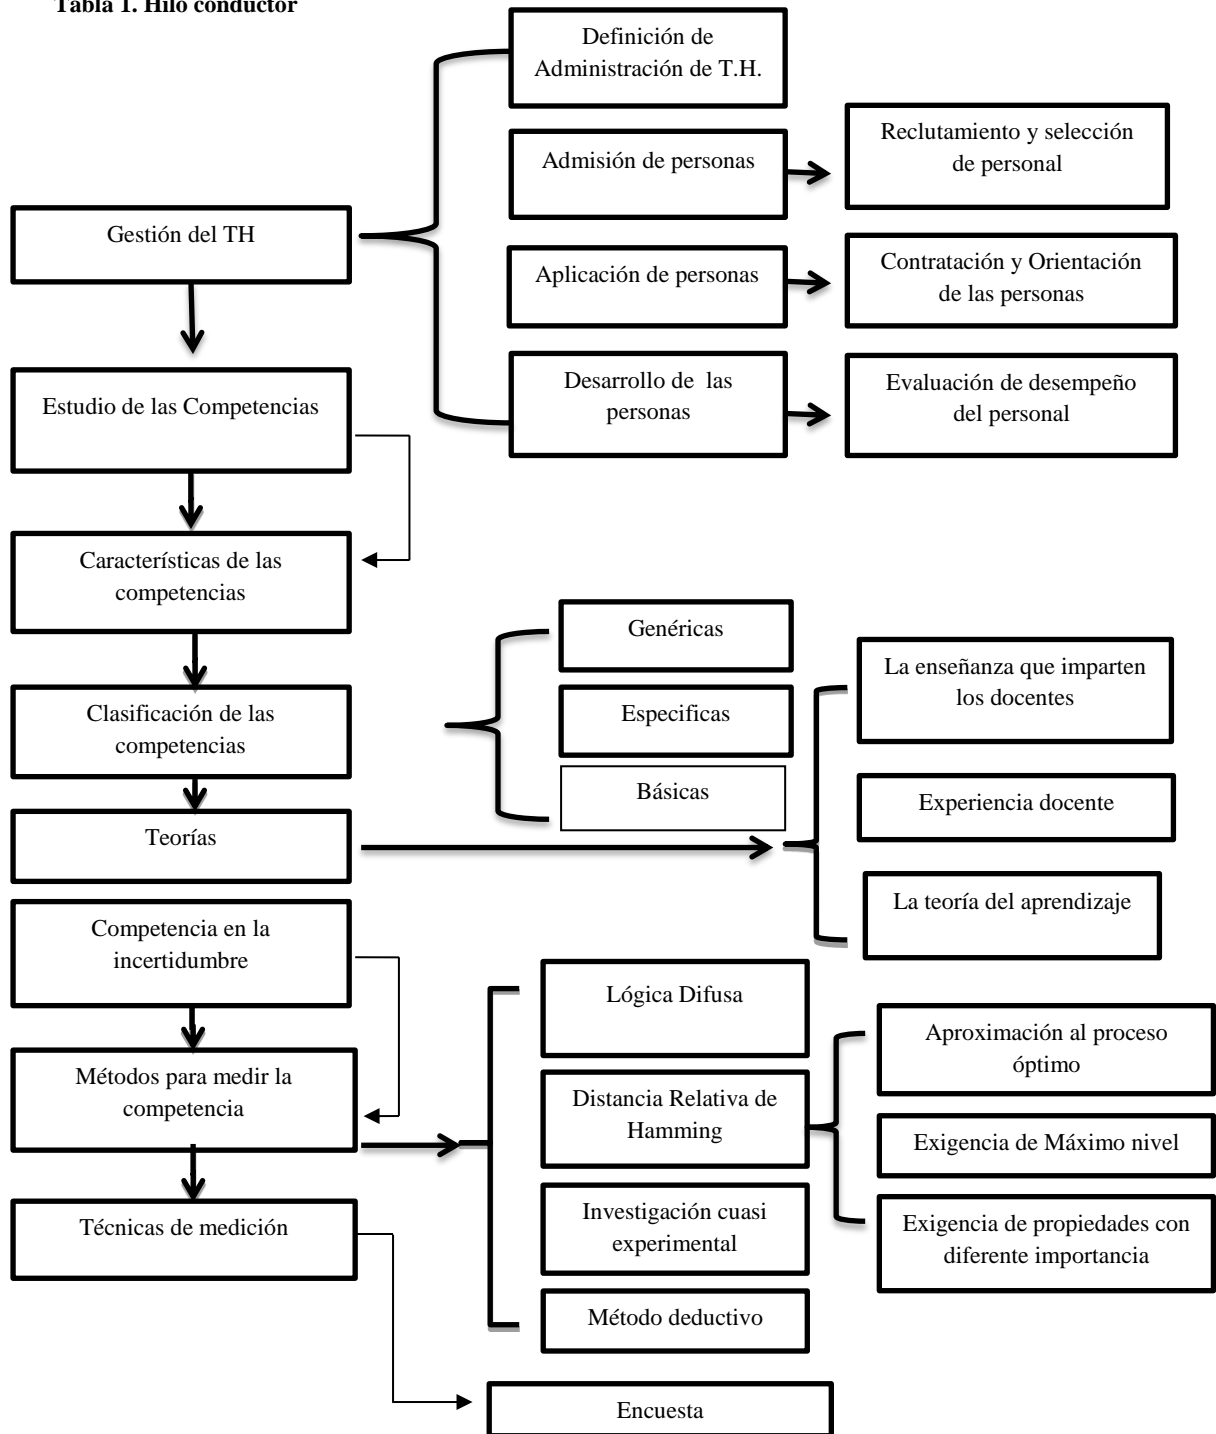 Tabla 1. Hilo conductor
Definición de
Administración de T.H.
Admisión de personas
Reclutamiento y selección
de personal
Gestión del TH
Aplicación de personas
Contratación y Orientación
de las personas
Estudio de las Competencias
Desarrollo de las
personas
Evaluación de desempeño
del personal
Características de las
competencias
Genéricas
La enseñanza que imparten
los docentes
Clasificación de las
competencias
Especificas
Básicas
Experiencia docente
Teorías
La teoría del aprendizaje
Competencia en la
incertidumbre
Lógica Difusa
Aproximación al proceso
óptimo
Métodos para medir la
competencia
Distancia Relativa de
Hamming
Exigencia de Máximo nivel
Técnicas de medición
Investigación cuasi
experimental
Exigencia de propiedades con
diferente importancia
Método deductivo
Encuesta